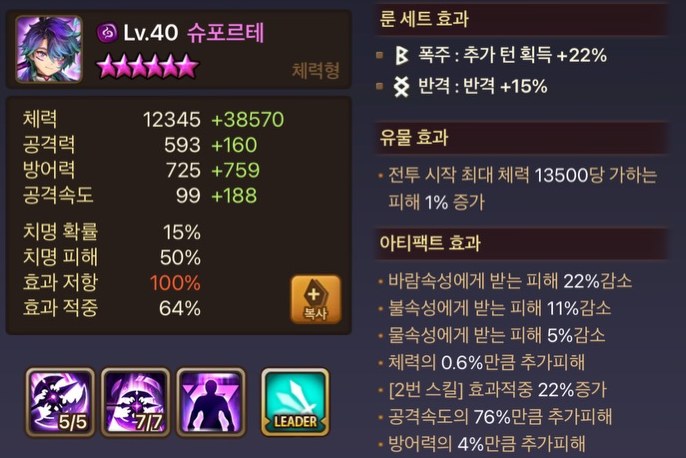 Lv.40 슈포르테
체력형
체력 12345 +38570
공격력 593 +160
방어력 725 +759
공격속도 99 +188
치명 확률 15%
치명 피해 50%
효과 저항 100%
효과 적중 64%
복사
5/5
7/7
LEADER
룬 세트 효과
폭주 : 추가 턴 획득 +22%
반격 : 반격 +15%
유물 효과
전투 시작 최대 체력 13500당 가하는
피해 1% 증가
아티팩트 효과
바람속성에게 받는 피해 22%감소
불속성에게 받는 피해 11%감소
물속성에게 받는 피해 5%감소
체력의 0.6%만큼 추가피해
[2번 스킬] 효과적중 22%증가
공격속도의 76%만큼 추가피해
방어력의 4%만큼 추가피해